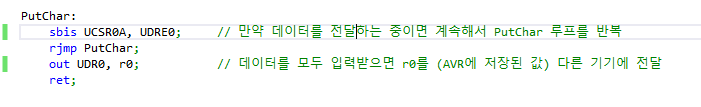 PutChar:
sbis UCSR0A, UDRE0; // 만약 데이터를 전달하는 중이면 계속해서 PutChar 루프를 반복
rjmp PutChar;
out UDR0, r0; // 데이터를 모두 입력받으면 r0를 (AVR에 저장된 값) 다른 기기에 전달
ret;